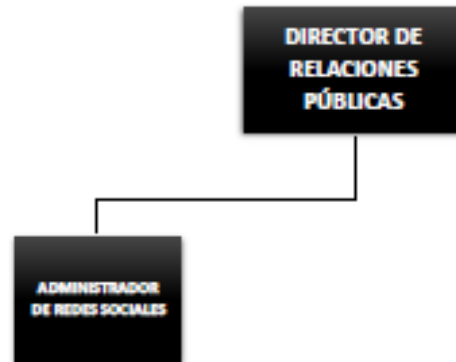 DIRECTOR DE
RELACIONES
PÚBLICAS
ADMINISTRADOR
DE REDES SOCIALES